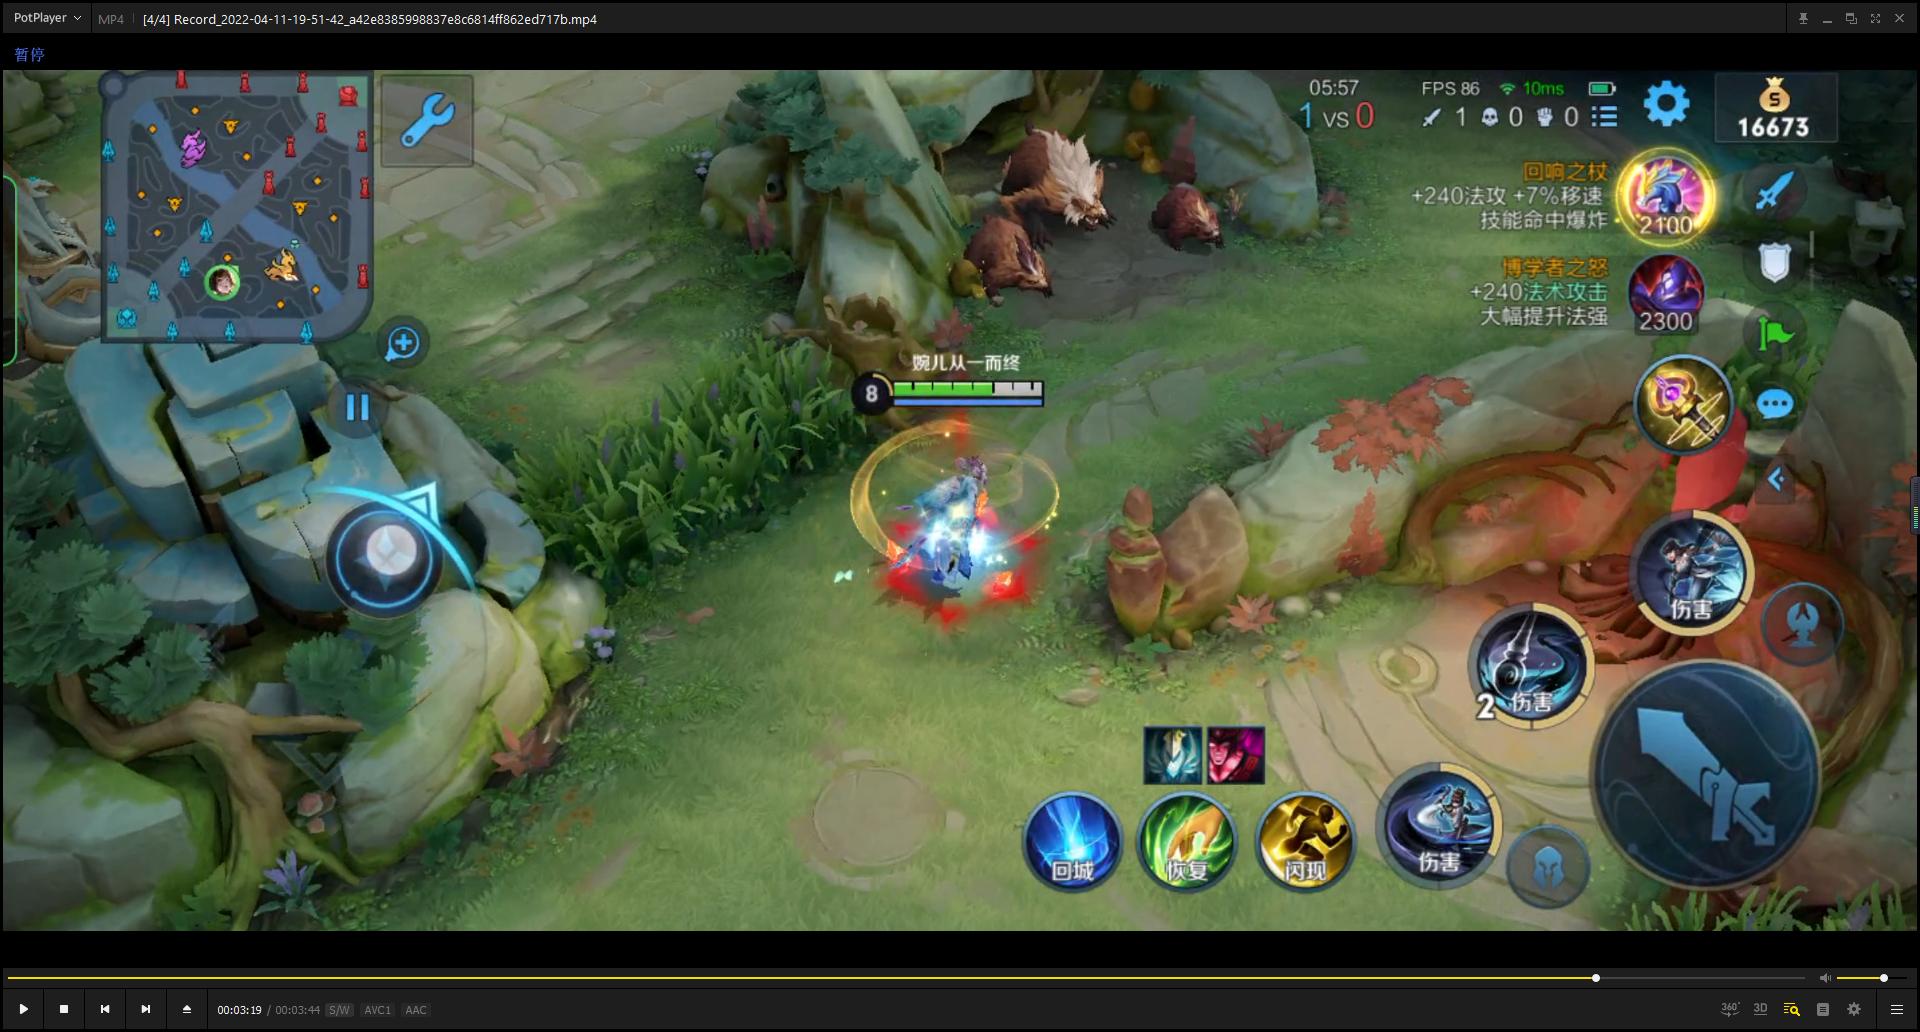 PotPlayer MP4 [4/4] Record_2022-04-11-19-51-42_a42e8385998837e8c6814ff862ed717b.mp4
暂停
05:57 FPS 86 10ms
1 VS 0 1 0 0
S
16673
回响之杖
+240法攻 +7%移速
技能命中爆炸
2100
博学者之怒
+240法术攻击
大幅提升法强
2300
婉儿从一而终
8
伤害
2 伤害
伤害
回城 恢复 闪现
00:03:19 / 00:03:44 S/W AVC1 AAC 360° 3D